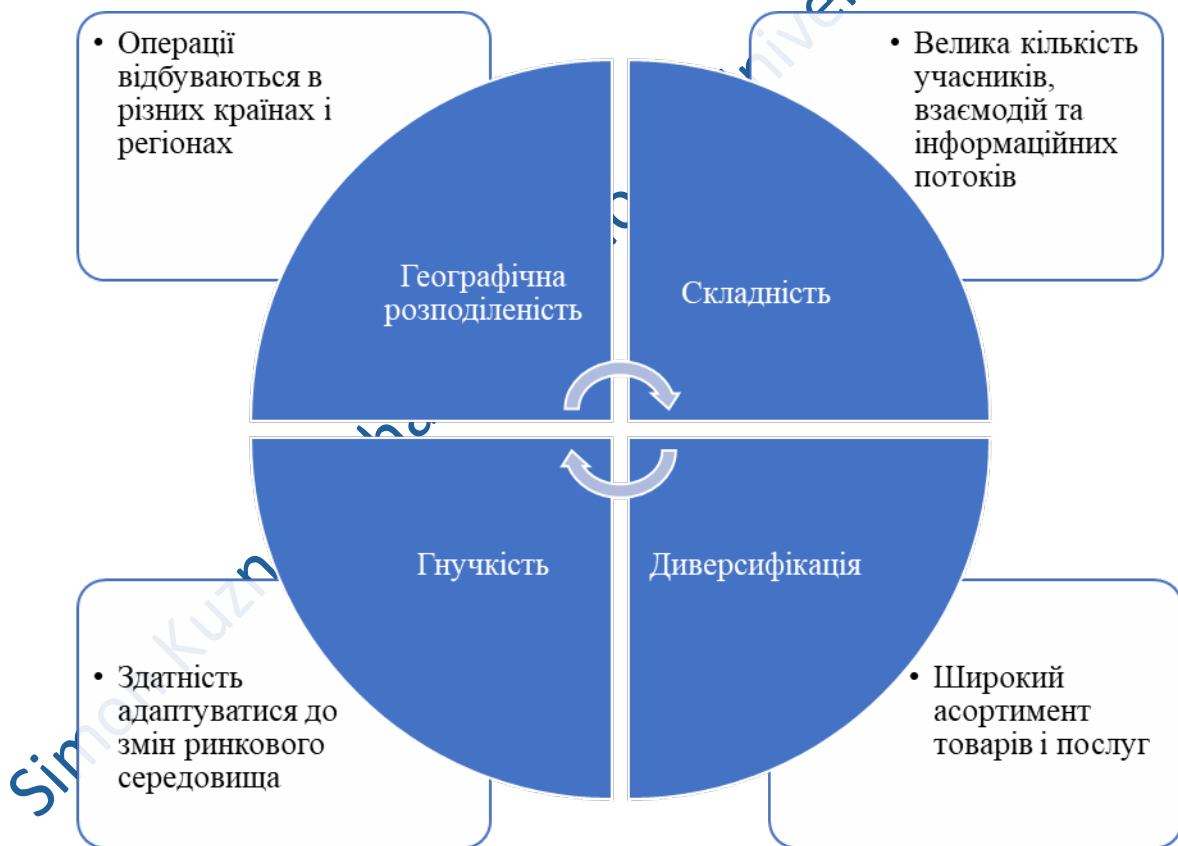 • Операції
відбуваються в
різних країнах і
регіонах
• Велика кількість
учасників,
взаємодій та
інформаційних
потоків
Географічна
розподіленість
Складність
Гнучкість
Диверсифікація
• Здатність
адаптуватися до
змін ринкового
середовища
• Широкий
асортимент
товарів і послуг
Simon